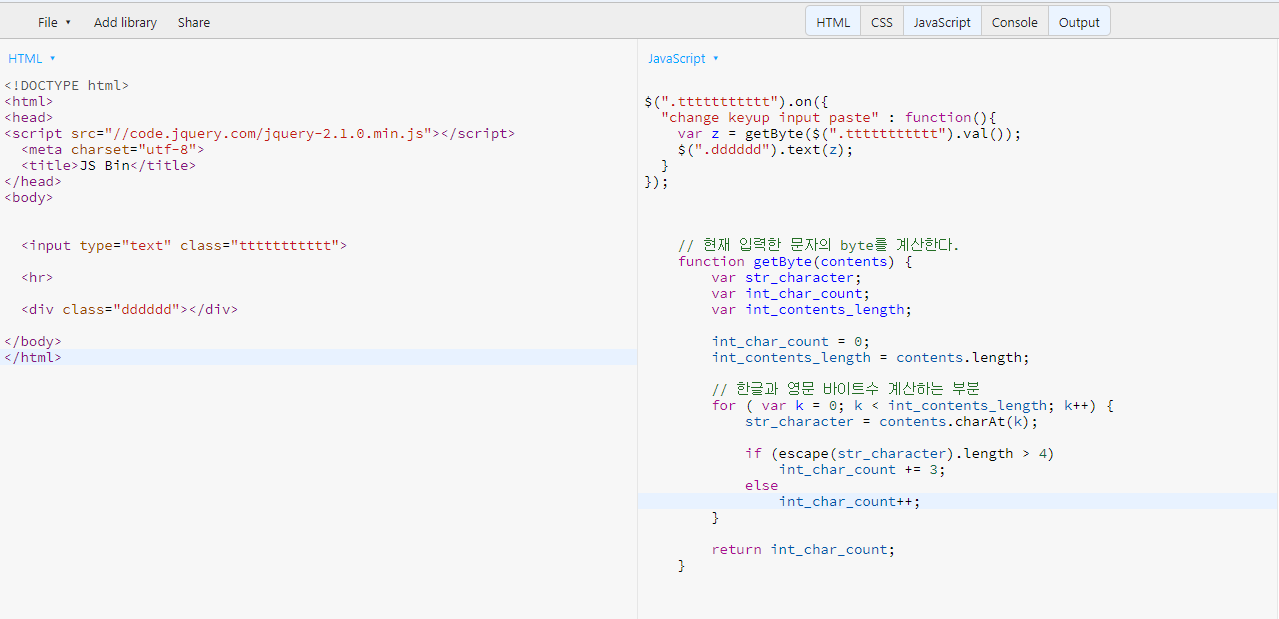 File ▾ Add library Share HTML CSS JavaScript Console Output
HTML ▾
<!DOCTYPE html>
<html>
<head>
<script src="//code.jquery.com/jquery-2.1.0.min.js"></script>
<meta charset="utf-8">
<title>JS Bin</title>
</head>
<body>
<input type="text" class="ttttttttttt">
<hr>
<div class="dddddd"></div>
</body>
</html>
JavaScript ▾
$(".ttttttttttt").on({
"change keyup input paste" : function(){
var z = getByte($(".ttttttttttt").val());
$(".dddddd").text(z);
}
});
// 현재 입력한 문자의 byte를 계산한다.
function getByte(contents) {
var str_character;
var int_char_count;
var int_contents_length;
int_char_count = 0;
int_contents_length = contents.length;
// 한글과 영문 바이트수 계산하는 부분
for ( var k = 0; k < int_contents_length; k++) {
str_character = contents.charAt(k);
if (escape(str_character).length > 4)
int_char_count += 3;
else
int_char_count++;
}
return int_char_count;
}